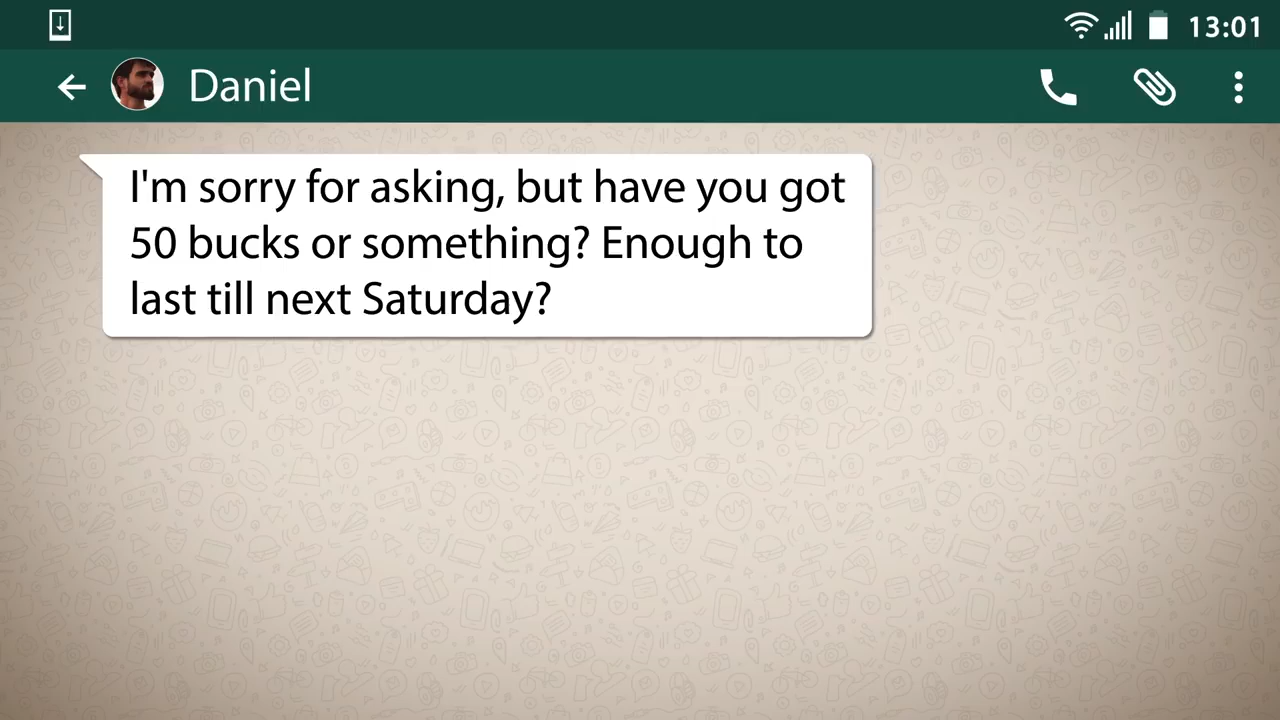 13:01
Daniel
I'm sorry for asking, but have you got
50 bucks or something? Enough to
last till next Saturday?